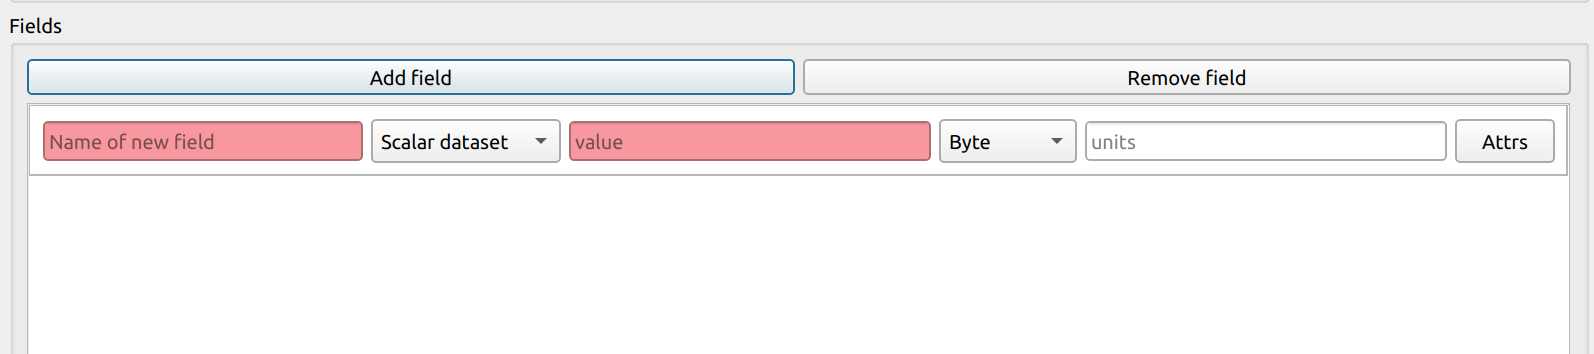 Fields
Add field Remove field
Name of new field Scalar dataset value Byte units Attrs